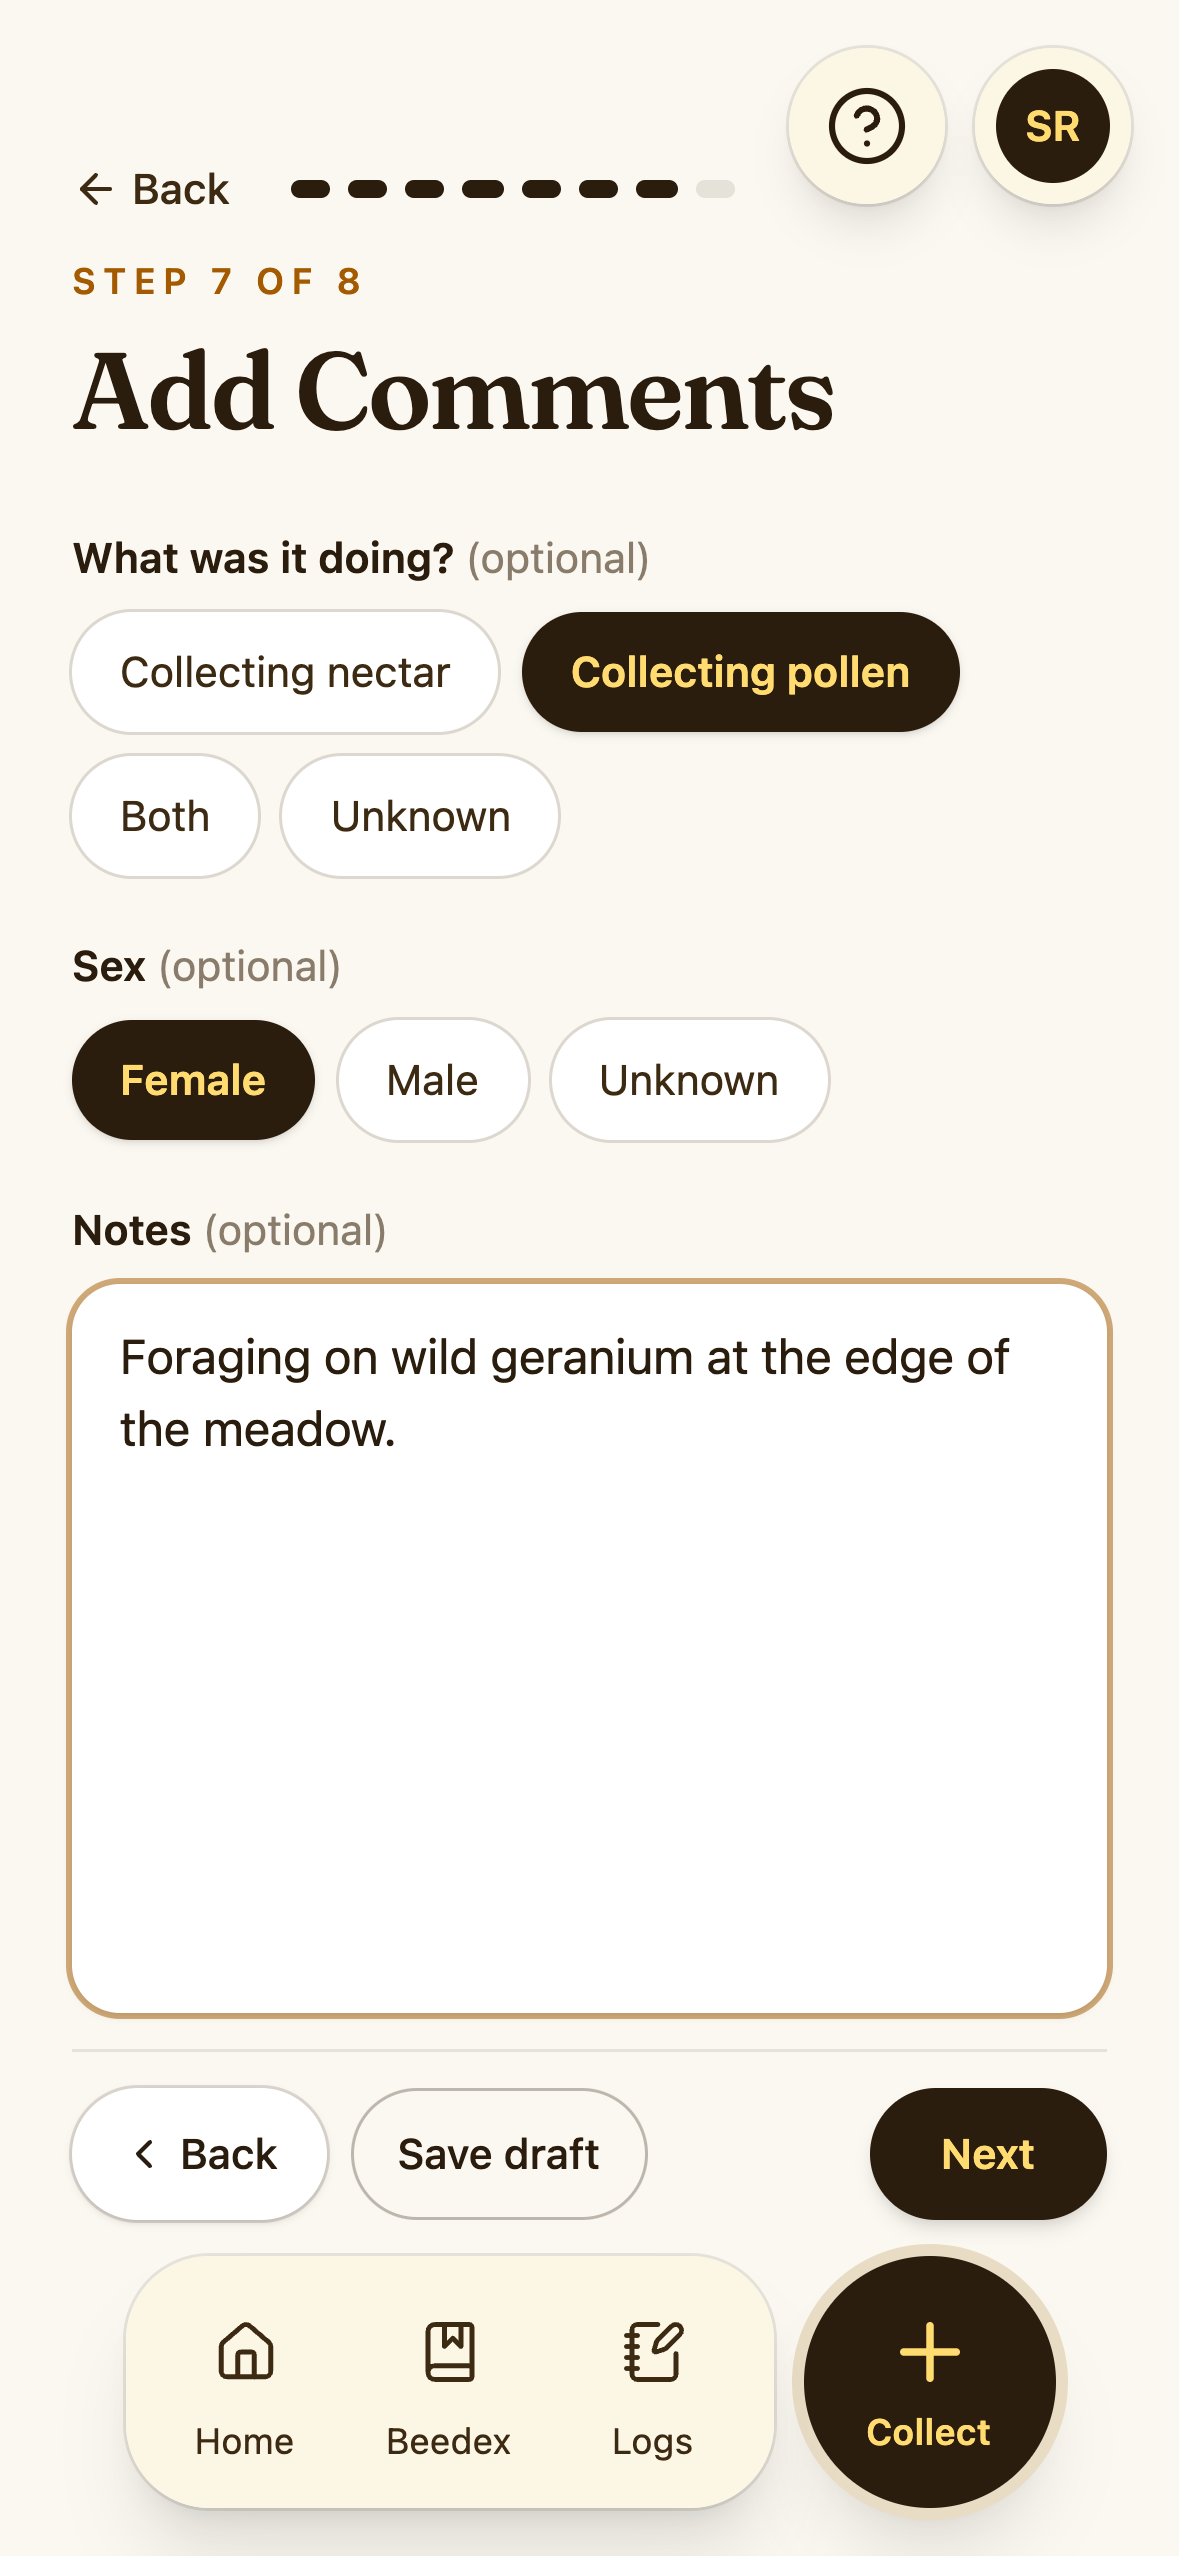 SR
Back
STEP 7 OF 8
Add Comments
What was it doing? (optional)
Collecting nectar
Collecting pollen
Both
Unknown
Sex (optional)
Female
Male
Unknown
Notes (optional)
Foraging on wild geranium at the edge of
the meadow.
Back
Save draft
Next
Home
Beedex
Logs
Collect